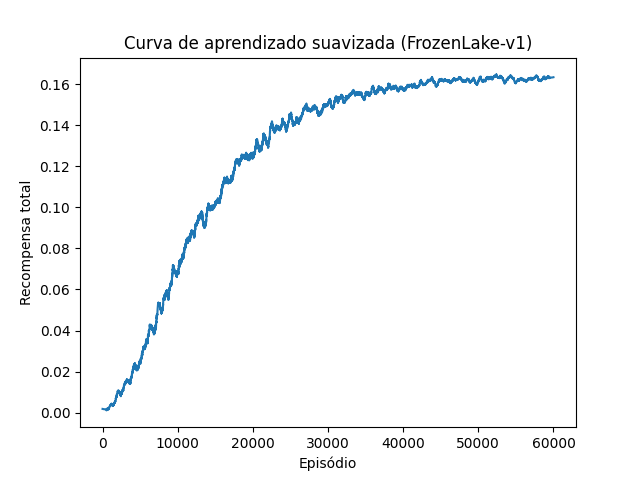 Curva de aprendizado suavizada (FrozenLake-v1)
Recompensa total
0.16
0.14
0.12
0.10
0.08
0.06
0.04
0.02
0.00
0 10000 20000 30000 40000 50000 60000
Episódio